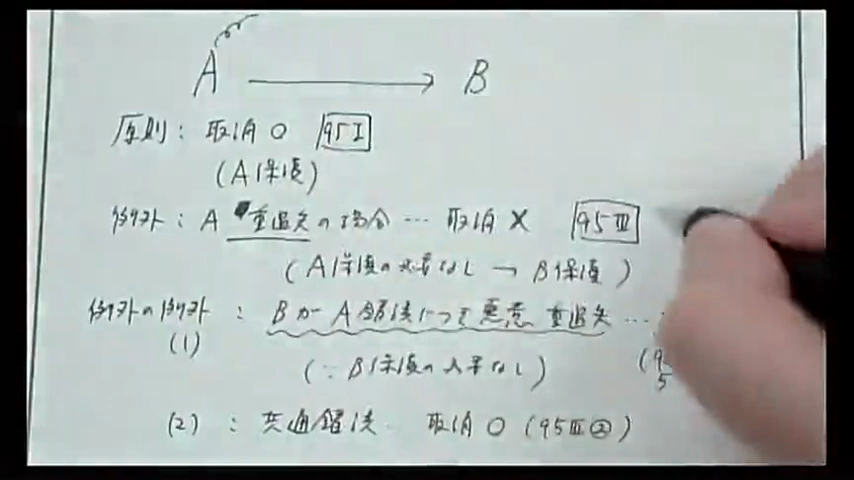 A → B
原則 : 取消 ○ 95Ⅰ
(A保護)
例外 : A 重過失の場合 … 取消 × 95Ⅲ
(A保護の必要なし → B保護)
例外の例外 : BがA錯誤について悪意 重過失 …
(1)
(∵ B保護の必要なし)
(2) : 共通錯誤 … 取消 ○ (95Ⅲ②)